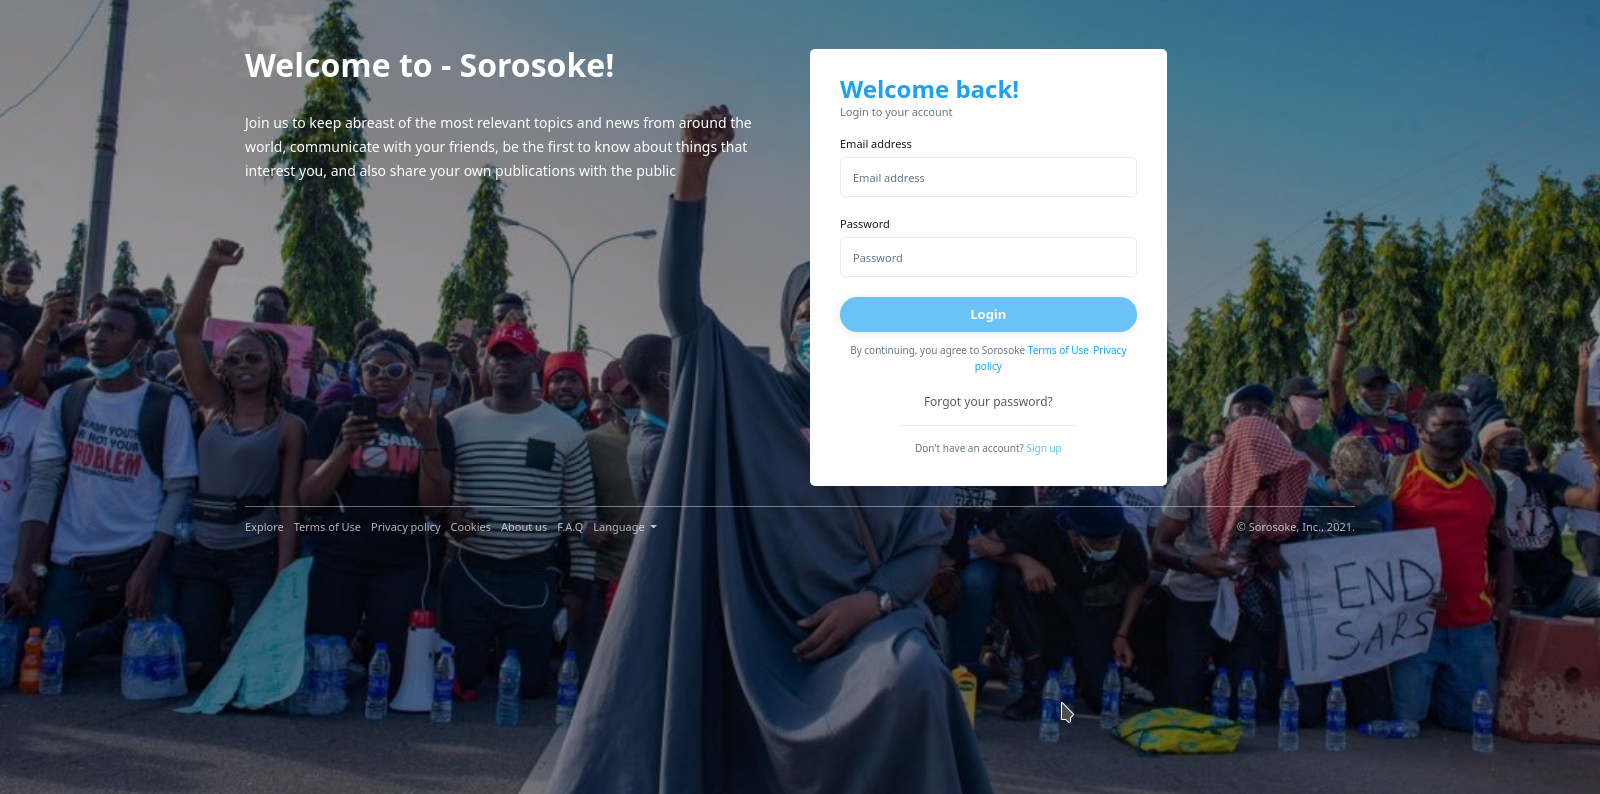 Welcome to - Sorosoke!
Join us to keep abreast of the most relevant topics and news from around the
world, communicate with your friends, be the first to know about things that
interest you, and also share your own publications with the public
Welcome back!
Login to your account
Email address
Email address
Password
Password
Login
By continuing, you agree to Sorosoke Terms of Use Privacy
policy
Forgot your password?
Don't have an account? Sign up
Explore Terms of Use Privacy policy Cookies About us F.A.Q Language
© Sorosoke, Inc., 2021.
PROBLEM
#END
SARS